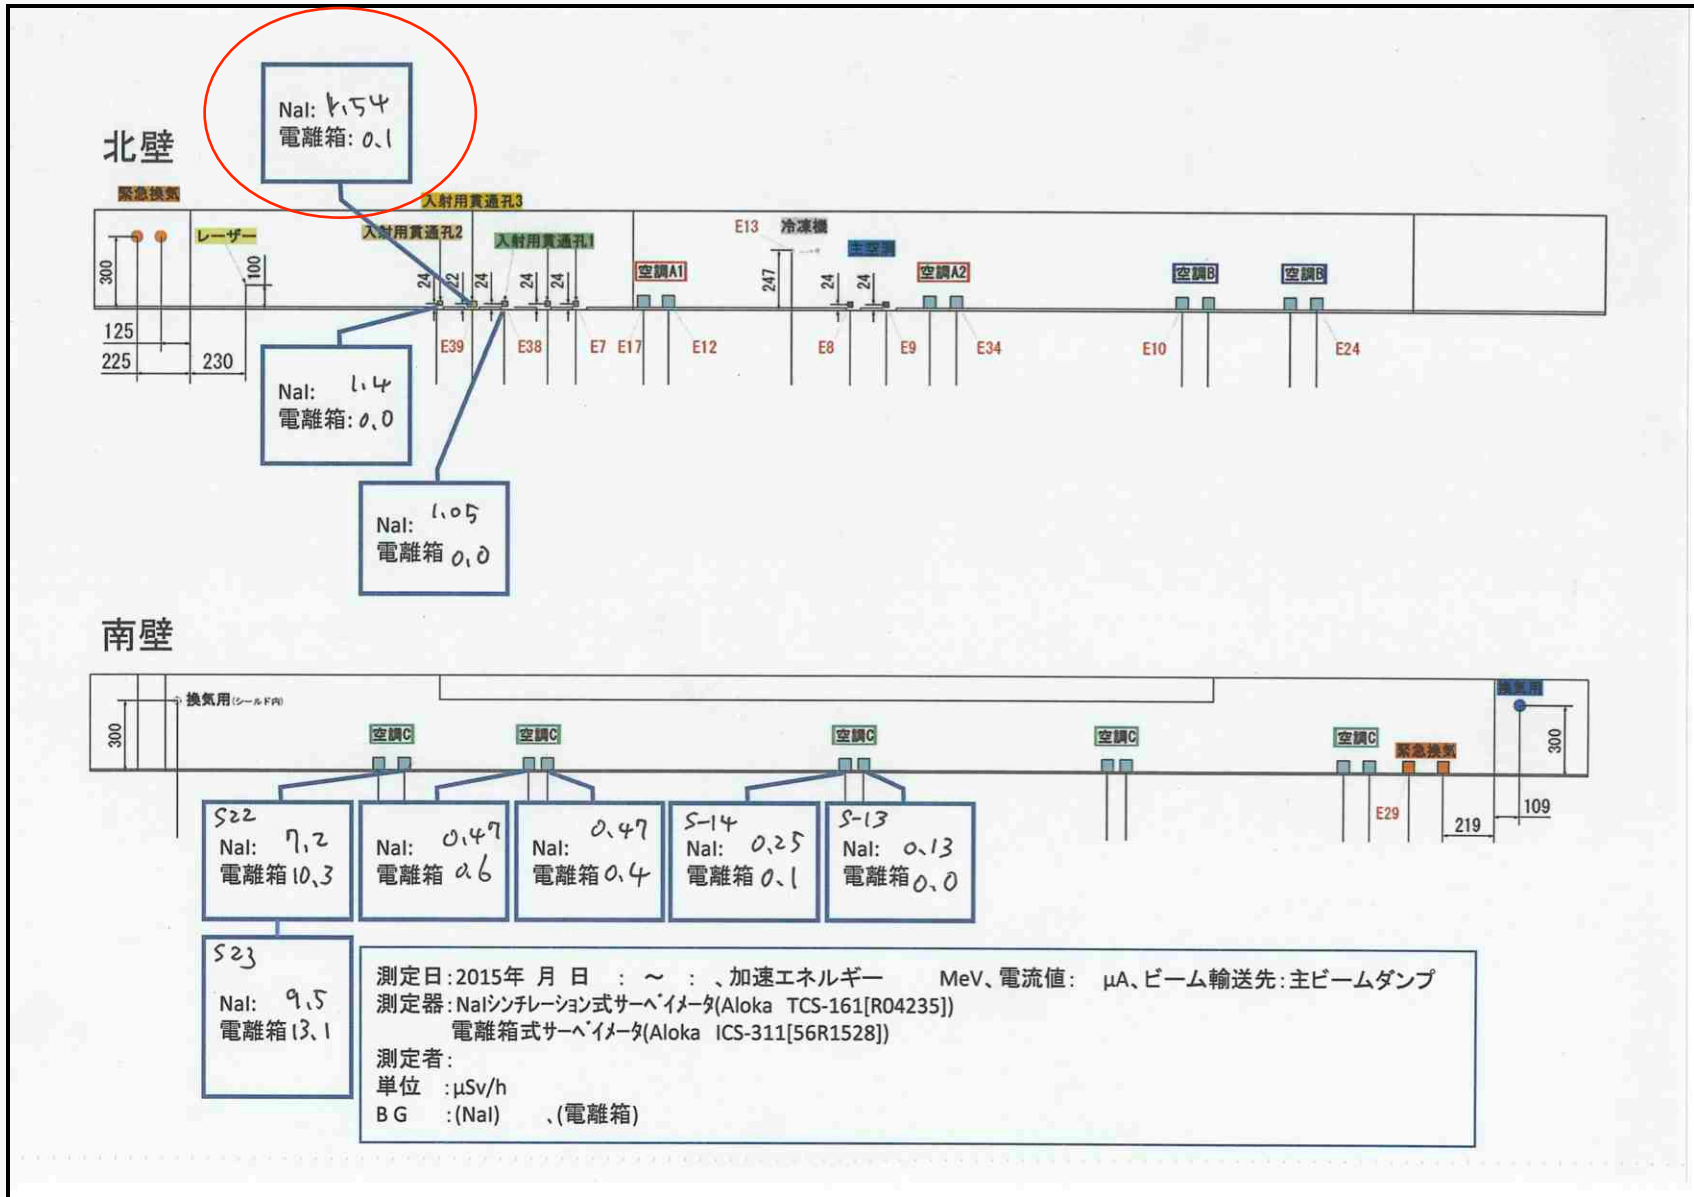 NaI: 1.54
電離箱: 0.1
北壁
緊急換気
入射用貫通孔3
レーザー
入射用貫通孔2
入射用貫通孔1
E13
冷凍機
主空調
空調A1
空調A2
空調B
空調B
300
100
24
22
24
24
24
247
24
24
125
225
230
E39
E38
E7
E17
E12
E8
E9
E34
E10
E24
NaI: 1.4
電離箱: 0.0
NaI: 1.05
電離箱 0.0
南壁
換気用(シールド内)
換気用
300
空調C
空調C
空調C
空調C
空調C
緊急換気
300
E29
219
109
S22
NaI: 7.2
電離箱 10.3
NaI: 0.47
電離箱 0.6
NaI: 0.47
電離箱 0.4
S-14
NaI: 0.25
電離箱 0.1
S-13
NaI: 0.13
電離箱 0.0
S23
NaI: 9.5
電離箱 13.1
測定日:2015年 月 日 : ～ : 、加速エネルギー MeV、電流値: μA、ビーム輸送先:主ビームダンプ
測定器:NaIシンチレーション式サーベイメータ(Aloka TCS-161[R04235])
電離箱式サーベイメータ(Aloka ICS-311[56R1528])
測定者:
単位 :μSv/h
BG :(NaI) 、(電離箱)